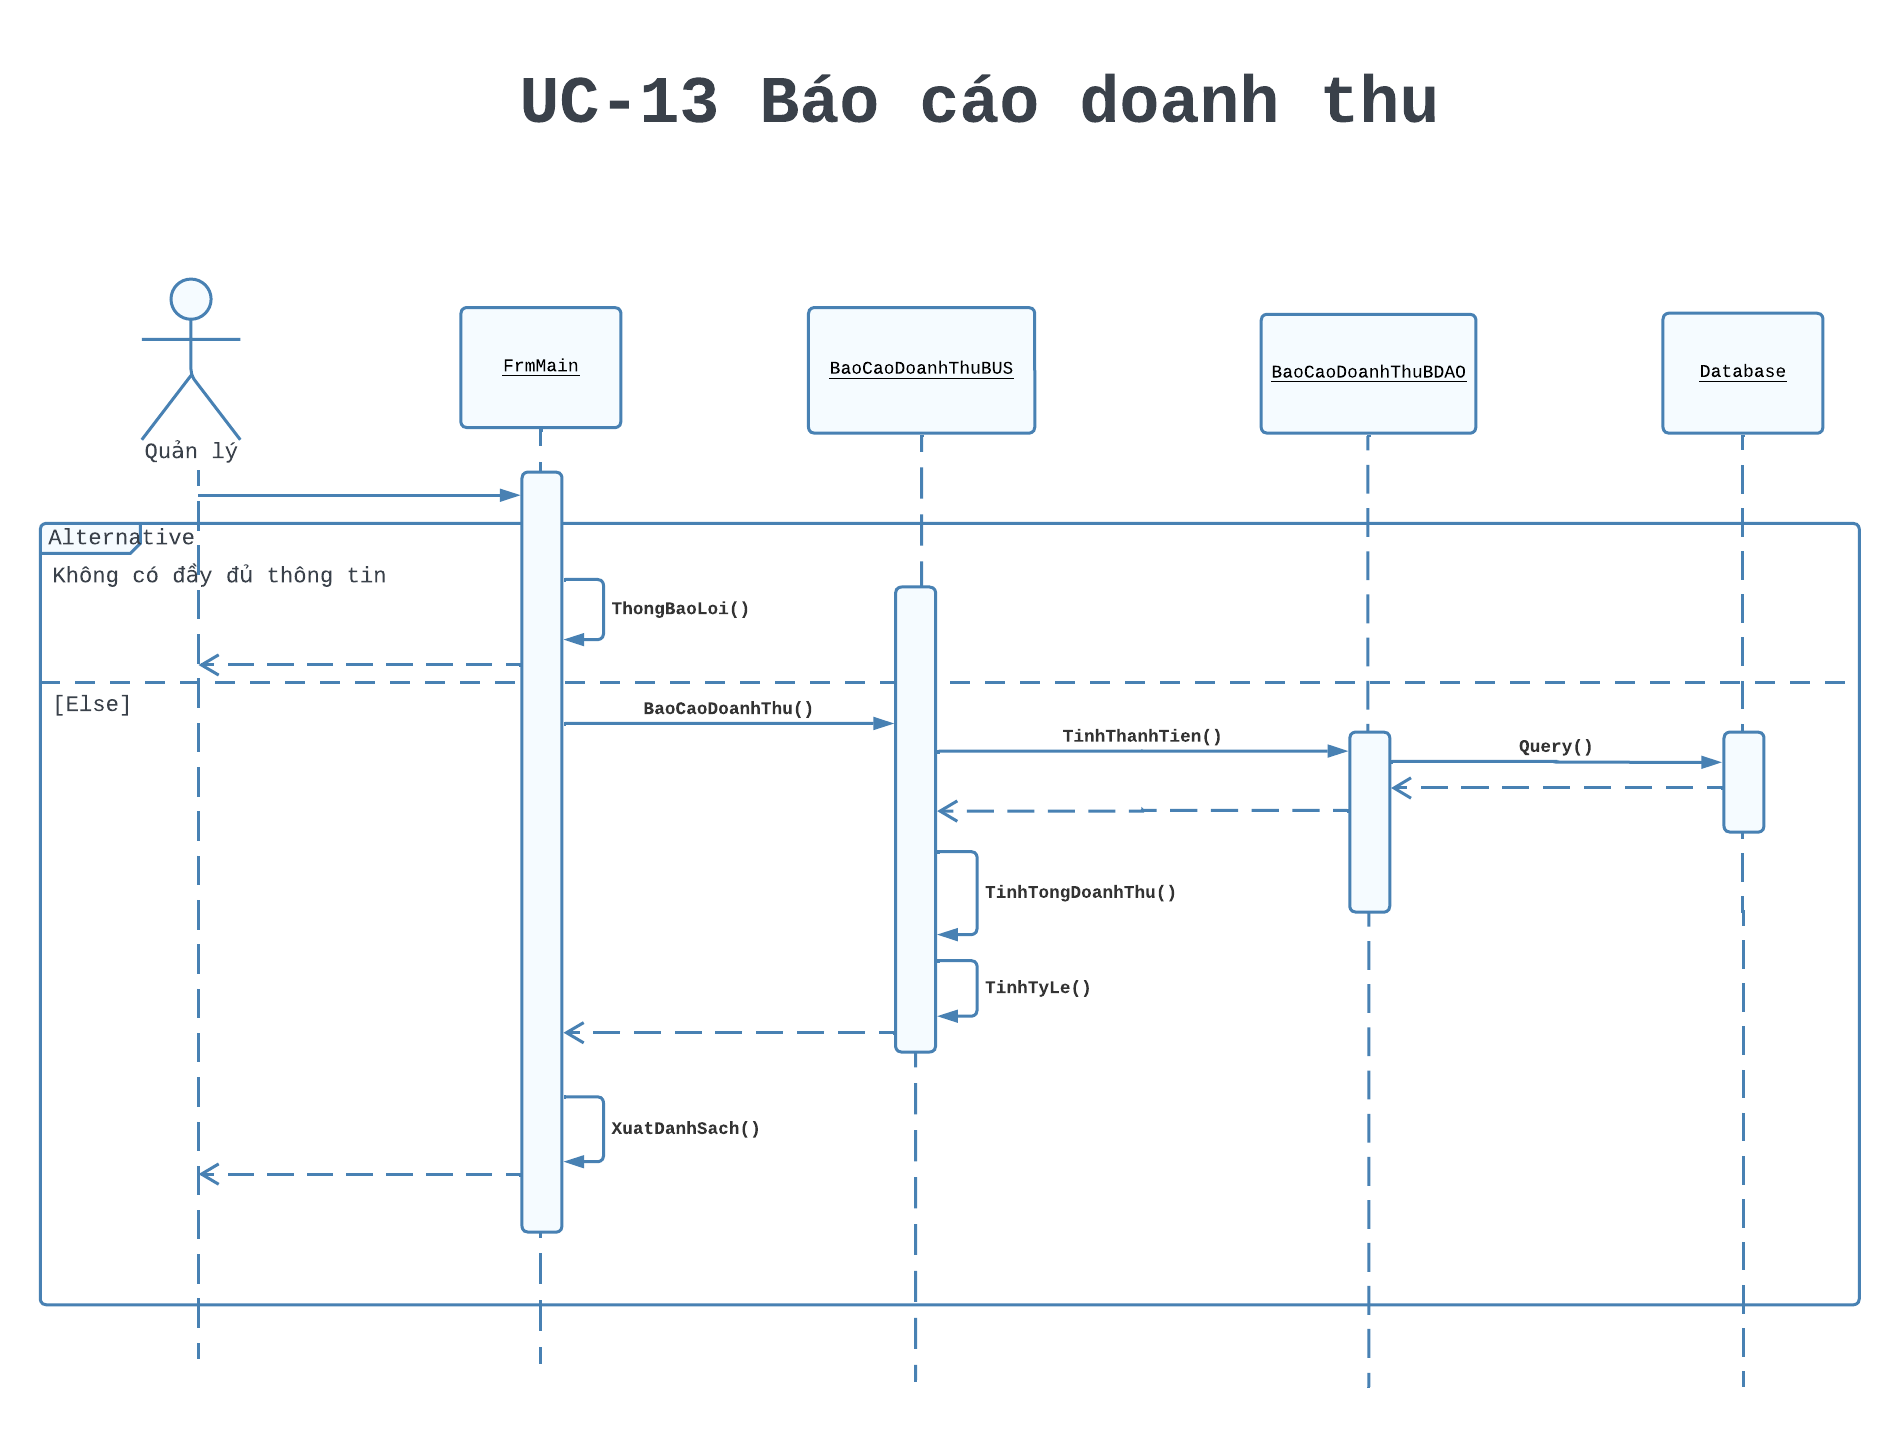 UC-13 Báo cáo doanh thu
Quản lý
FrmMain
BaoCaoDoanhThuBUS
BaoCaoDoanhThuBDAO
Database
Alternative
Không có đầy đủ thông tin
ThongBaoLoi()
[Else]
BaoCaoDoanhThu()
TinhThanhTien()
Query()
TinhTongDoanhThu()
TinhTyLe()
XuatDanhSach()